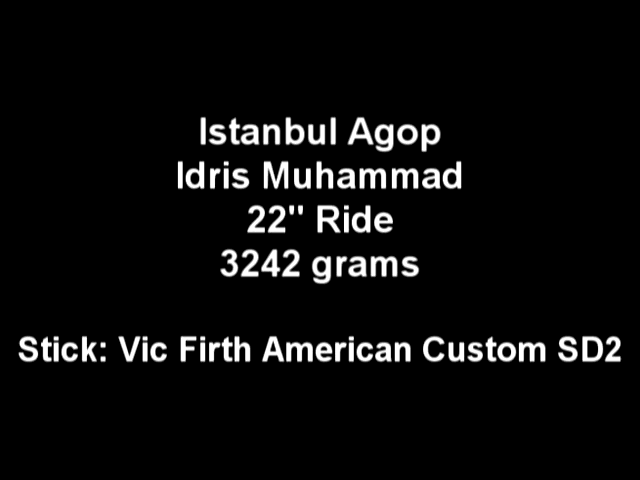 Istanbul Agop
Idris Muhammad
22" Ride
3242 grams
Stick: Vic Firth American Custom SD2